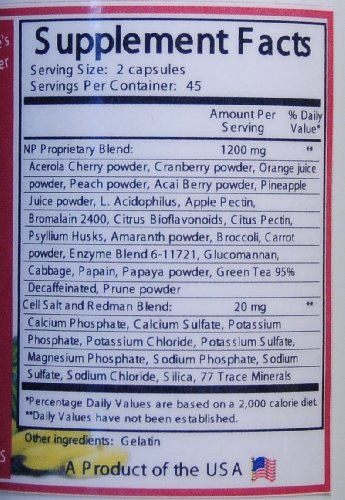 's
er
Supplement Facts
Serving Size: 2 capsules
Servings Per Container: 45
Amount Per % Daily
Serving Value*
NP Proprietary Blend: 1200 mg **
Acerola Cherry powder, Cranberry powder, Orange juice
powder, Peach powder, Acai Berry powder, Pineapple
Juice powder, L. Acidophilus, Apple Pectin,
Bromalain 2400, Citrus Bioflavonoids, Citus Pectin,
Psyllium Husks, Amaranth powder, Broccoli, Carrot
powder, Enzyme Blend 6-11721, Glucomannan,
Cabbage, Papain, Papaya powder, Green Tea 95%
Decaffeinated, Prune powder
Cell Salt and Redman Blend: 20 mg **
Calcium Phosphate, Calcium Sulfate, Potassium
Phosphate, Potassium Chloride, Potassium Sulfate,
Magnesium Phosphate, Sodium Phosphate, Sodium
Sulfate, Sodium Chloride, Silica, 77 Trace Minerals
*Percentage Daily Values are based on a 2,000 calorie diet.
**Daily Values have not been established.
Other ingredients: Gelatin
s
A Product of the USA